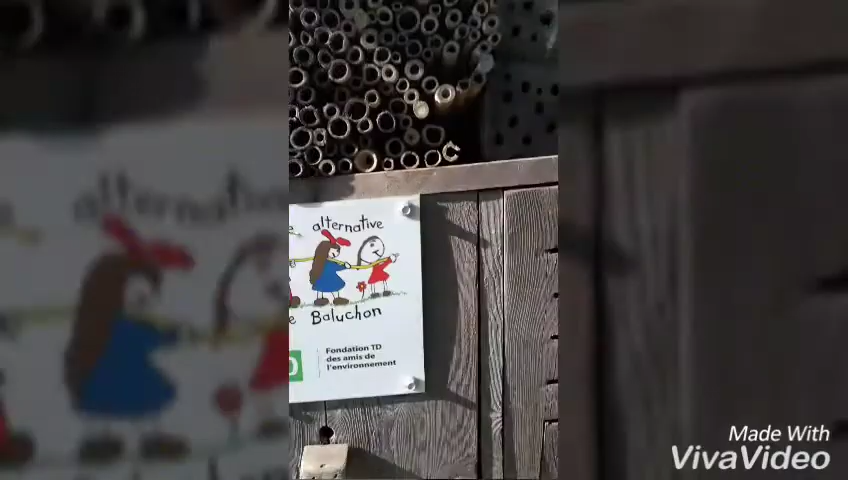 e alternative
e Baluchon
D
Fondation TD
des amis de
l'environnement
Made With
VivaVideo